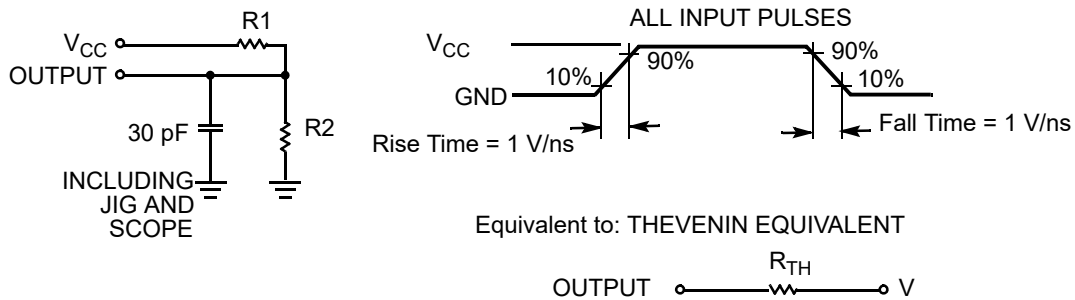 R1
V_CC
OUTPUT
30 pF
R2
INCLUDING
JIG AND
SCOPE
ALL INPUT PULSES
V_CC
GND
10%
90%
90%
10%
Rise Time = 1 V/ns
Fall Time = 1 V/ns
Equivalent to: THEVENIN EQUIVALENT
R_TH
OUTPUT
V